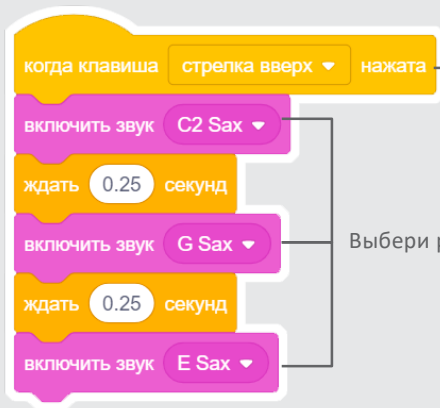 когда клавиша стрелка вверх нажата
включить звук C2 Sax
ждать 0.25 секунд
включить звук G Sax
Выбери
ждать 0.25 секунд
включить звук E Sax